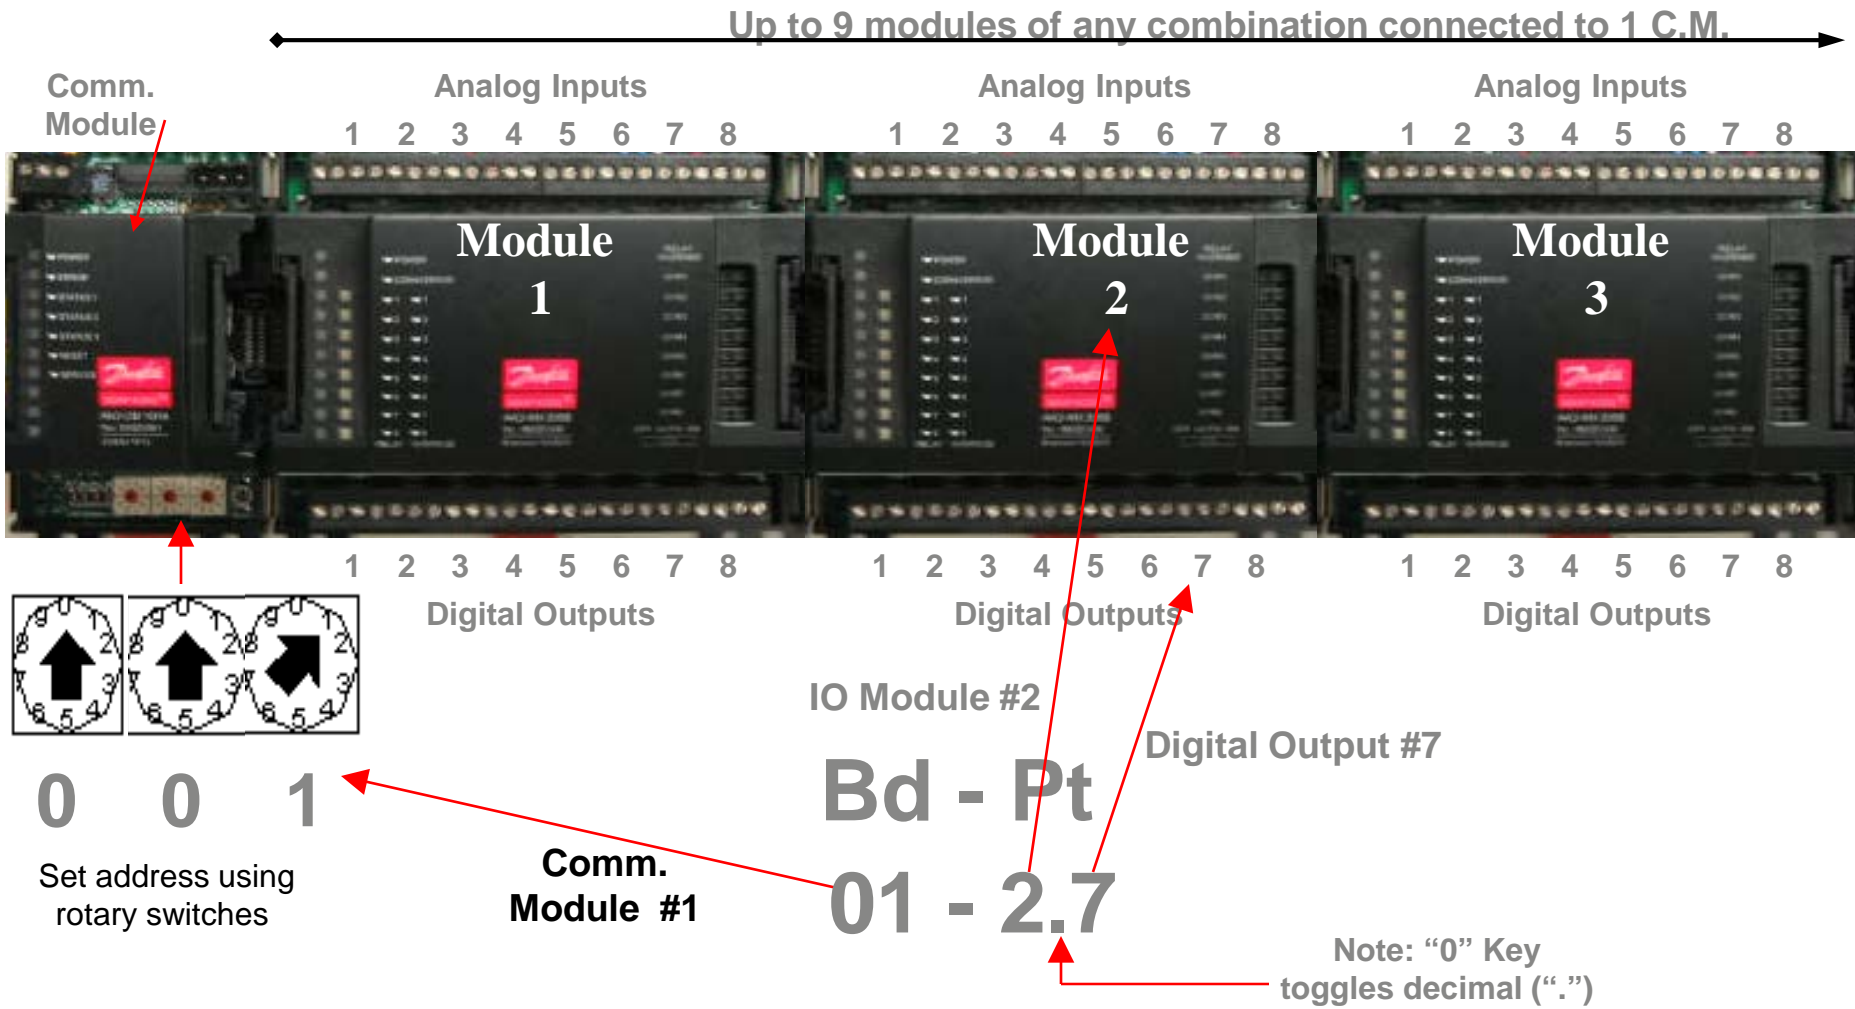 Up to 9 modules of any combination connected to 1 C.M.
Comm.
Module
Analog Inputs
Analog Inputs
Analog Inputs
1 2 3 4 5 6 7 8
1 2 3 4 5 6 7 8
1 2 3 4 5 6 7 8
Module
1
Module
2
Module
3
Danfoss
Danfoss
Danfoss
Danfoss
1 2 3 4 5 6 7 8
1 2 3 4 5 6 7 8
1 2 3 4 5 6 7 8
Digital Outputs
Digital Outputs
Digital Outputs
IO Module #2
Digital Output #7
Bd - Pt
0 0 1
Set address using
rotary switches
Comm.
Module #1
01 - 2.7
Note: “0” Key
toggles decimal (“.”)